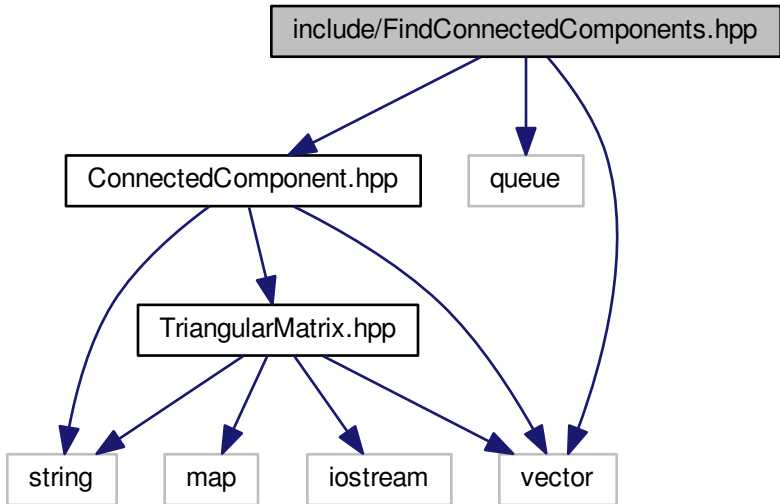 include/FindConnectedComponents.hpp
ConnectedComponent.hpp
queue
TriangularMatrix.hpp
string
map
iostream
vector